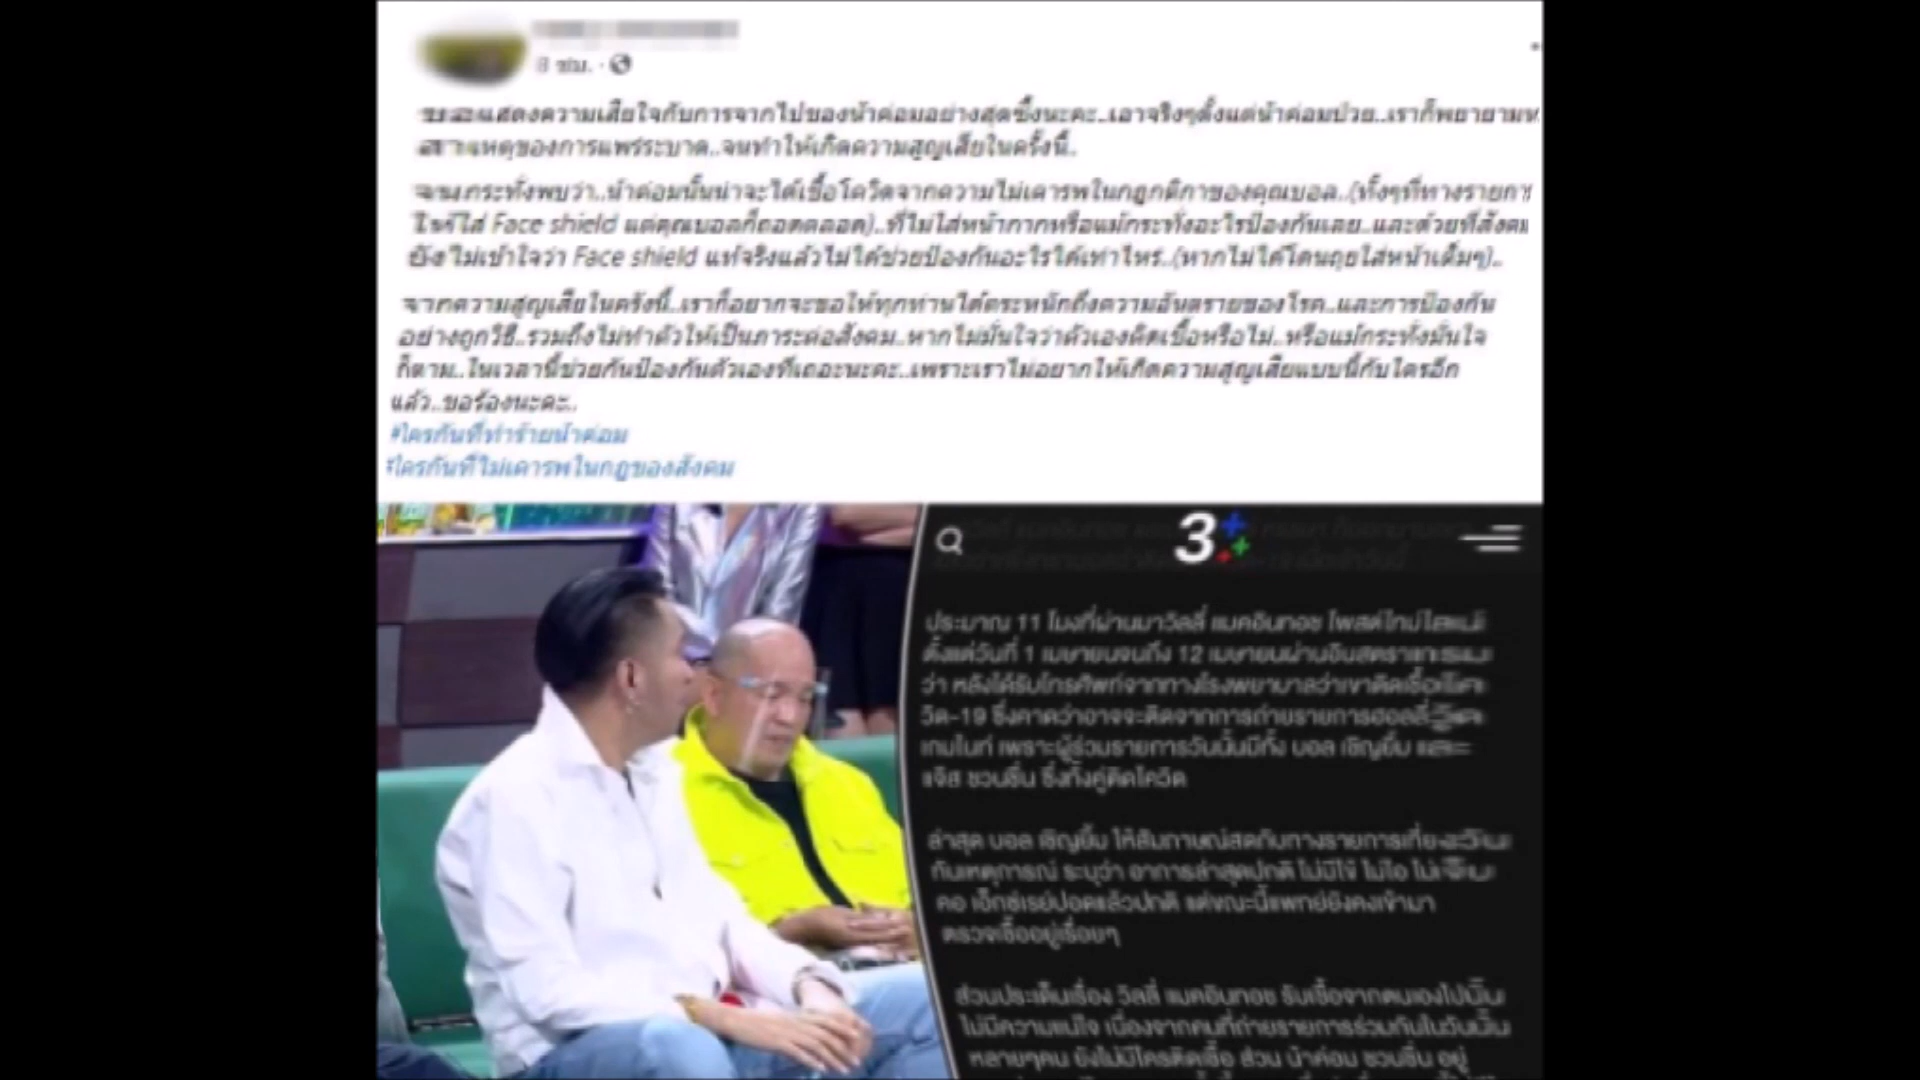 8 ชม.
แสดงความเสียใจกับการจากไปของน้าค่อมอย่างสุดซึ้งนะคะ..เอาจริงๆตั้งแต่น้าค่อมป่วย..เราก็พยายามห
เหตุของการแพร่ระบาด..จนทำให้เกิดความสูญเสียในครั้งนี้..
จนกระทั่งพบว่า..น้าค่อมนั้นน่าจะได้เชื้อโควิดจากความไม่เคารพในกฎกติกาของคุณบอล..(ทั้งๆที่ทางรายการ
ให้ใส่ Face shield แต่คุณบอลก็ถอดตลอด)..ที่ไม่ใส่หน้ากากหรือแม้กระทั่งอะไรป้องกันเลย..และด้วยที่สังคม
ยังไม่เข้าใจว่า Face shield แท้จริงแล้วไม่ได้ช่วยป้องกันอะไรได้เท่าไหร่..(หากไม่ได้โดนถุยใส่หน้าเต็มๆ)..
จากความสูญเสียในครั้งนี้..เราก็อยากจะขอให้ทุกท่านได้ตระหนักถึงความอันตรายของโรค..และการป้องกัน
อย่างถูกวิธี..รวมถึงไม่ทำตัวให้เป็นภาระต่อสังคม..หากไม่มั่นใจว่าตัวเองติดเชื้อหรือไม่..หรือแม้กระทั่งมั่นใจ
ก็ตาม..ในเวลานี้ช่วยกันป้องกันตัวเองทีเถอะนะคะ..เพราะเราไม่อยากให้เกิดความสูญเสียแบบนี้กับใครอีก
แล้ว..ขอร้องนะคะ..
#ใครกันที่ทำร้ายน้าค่อม
#ใครกันที่ไม่เคารพในกฎของสังคม
3
ประมาณ 11 โมงที่ผ่านมาวิลลี่ แมคอินทอช โพสต์ไทม์ไลน์
ตั้งแต่วันที่ 1 เมษายนจนถึง 12 เมษายนผ่านอินสตราแกรม
ว่า หลังได้รับโทรศัพท์จากทางโรงพยาบาลว่าเขาติดเชื้อโค
วิด-19 ซึ่งคาดว่าอาจจะติดจากการถ่ายรายการฮอลลีวู้ด
เกมไนท์ เพราะผู้ร่วมรายการวันนั้นมีทั้ง บอล เชิญยิ้ม และ
แจ๊ส ชวนชื่น ซึ่งทั้งคู่ติดโควิด
ล่าสุด บอล เชิญยิ้ม ให้สัมภาษณ์สดกับทางรายการเที่ยง
กับเหตุการณ์ ระบุว่า อาการล่าสุดปกติ ไม่มีไข้ ไม่ไอ ไม่เจ็บ
คอ เอ็กซ์เรย์ปอดแล้วปกติ แต่ขณะนี้แพทย์ยังคงเข้ามา
ตรวจเชื้ออยู่เรื่อยๆ
ส่วนประเด็นเรื่อง วิลลี่ แมคอินทอช รับเชื้อจากตนเองไปนั้น
ไม่มีความแน่ใจ เนื่องจากคนที่ถ่ายรายการร่วมกันในวันนั้น
หลายๆคน ยังไม่มีใครติดเชื้อ ส่วน น้าค่อม ชวนชื่น อยู่